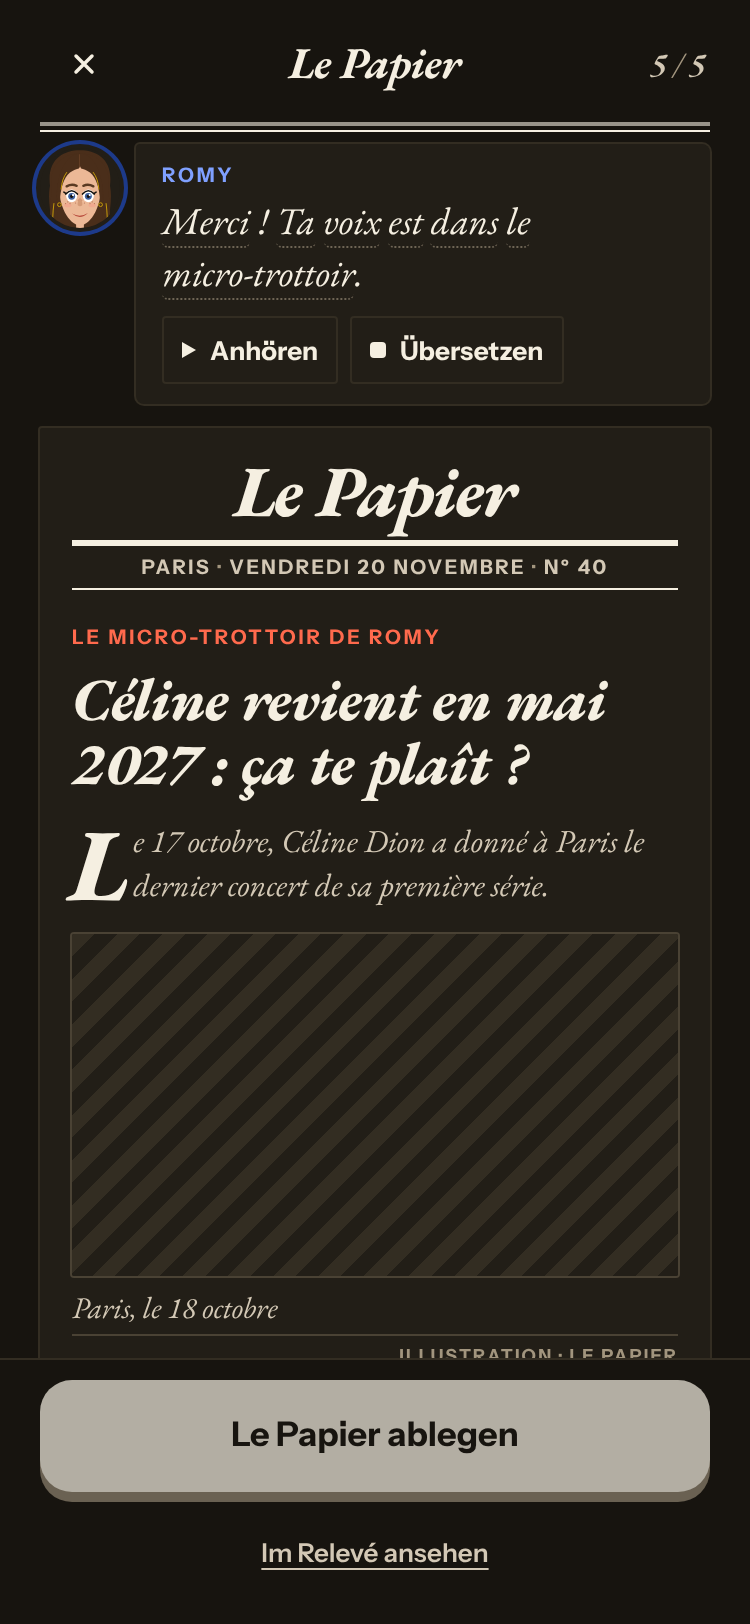 Le Papier
5 / 5
ROMY
Merci ! Ta voix est dans le
micro-trottoir.
Anhören
Übersetzen
Le Papier
PARIS · VENDREDI 20 NOVEMBRE · N° 40
LE MICRO-TROTTOIR DE ROMY
Céline revient en mai
2027 : ça te plaît ?
Le 17 octobre, Céline Dion a donné à Paris le
dernier concert de sa première série.
Paris, le 18 octobre
ILLUSTRATION · LE PAPIER
Le Papier ablegen
Im Relevé ansehen